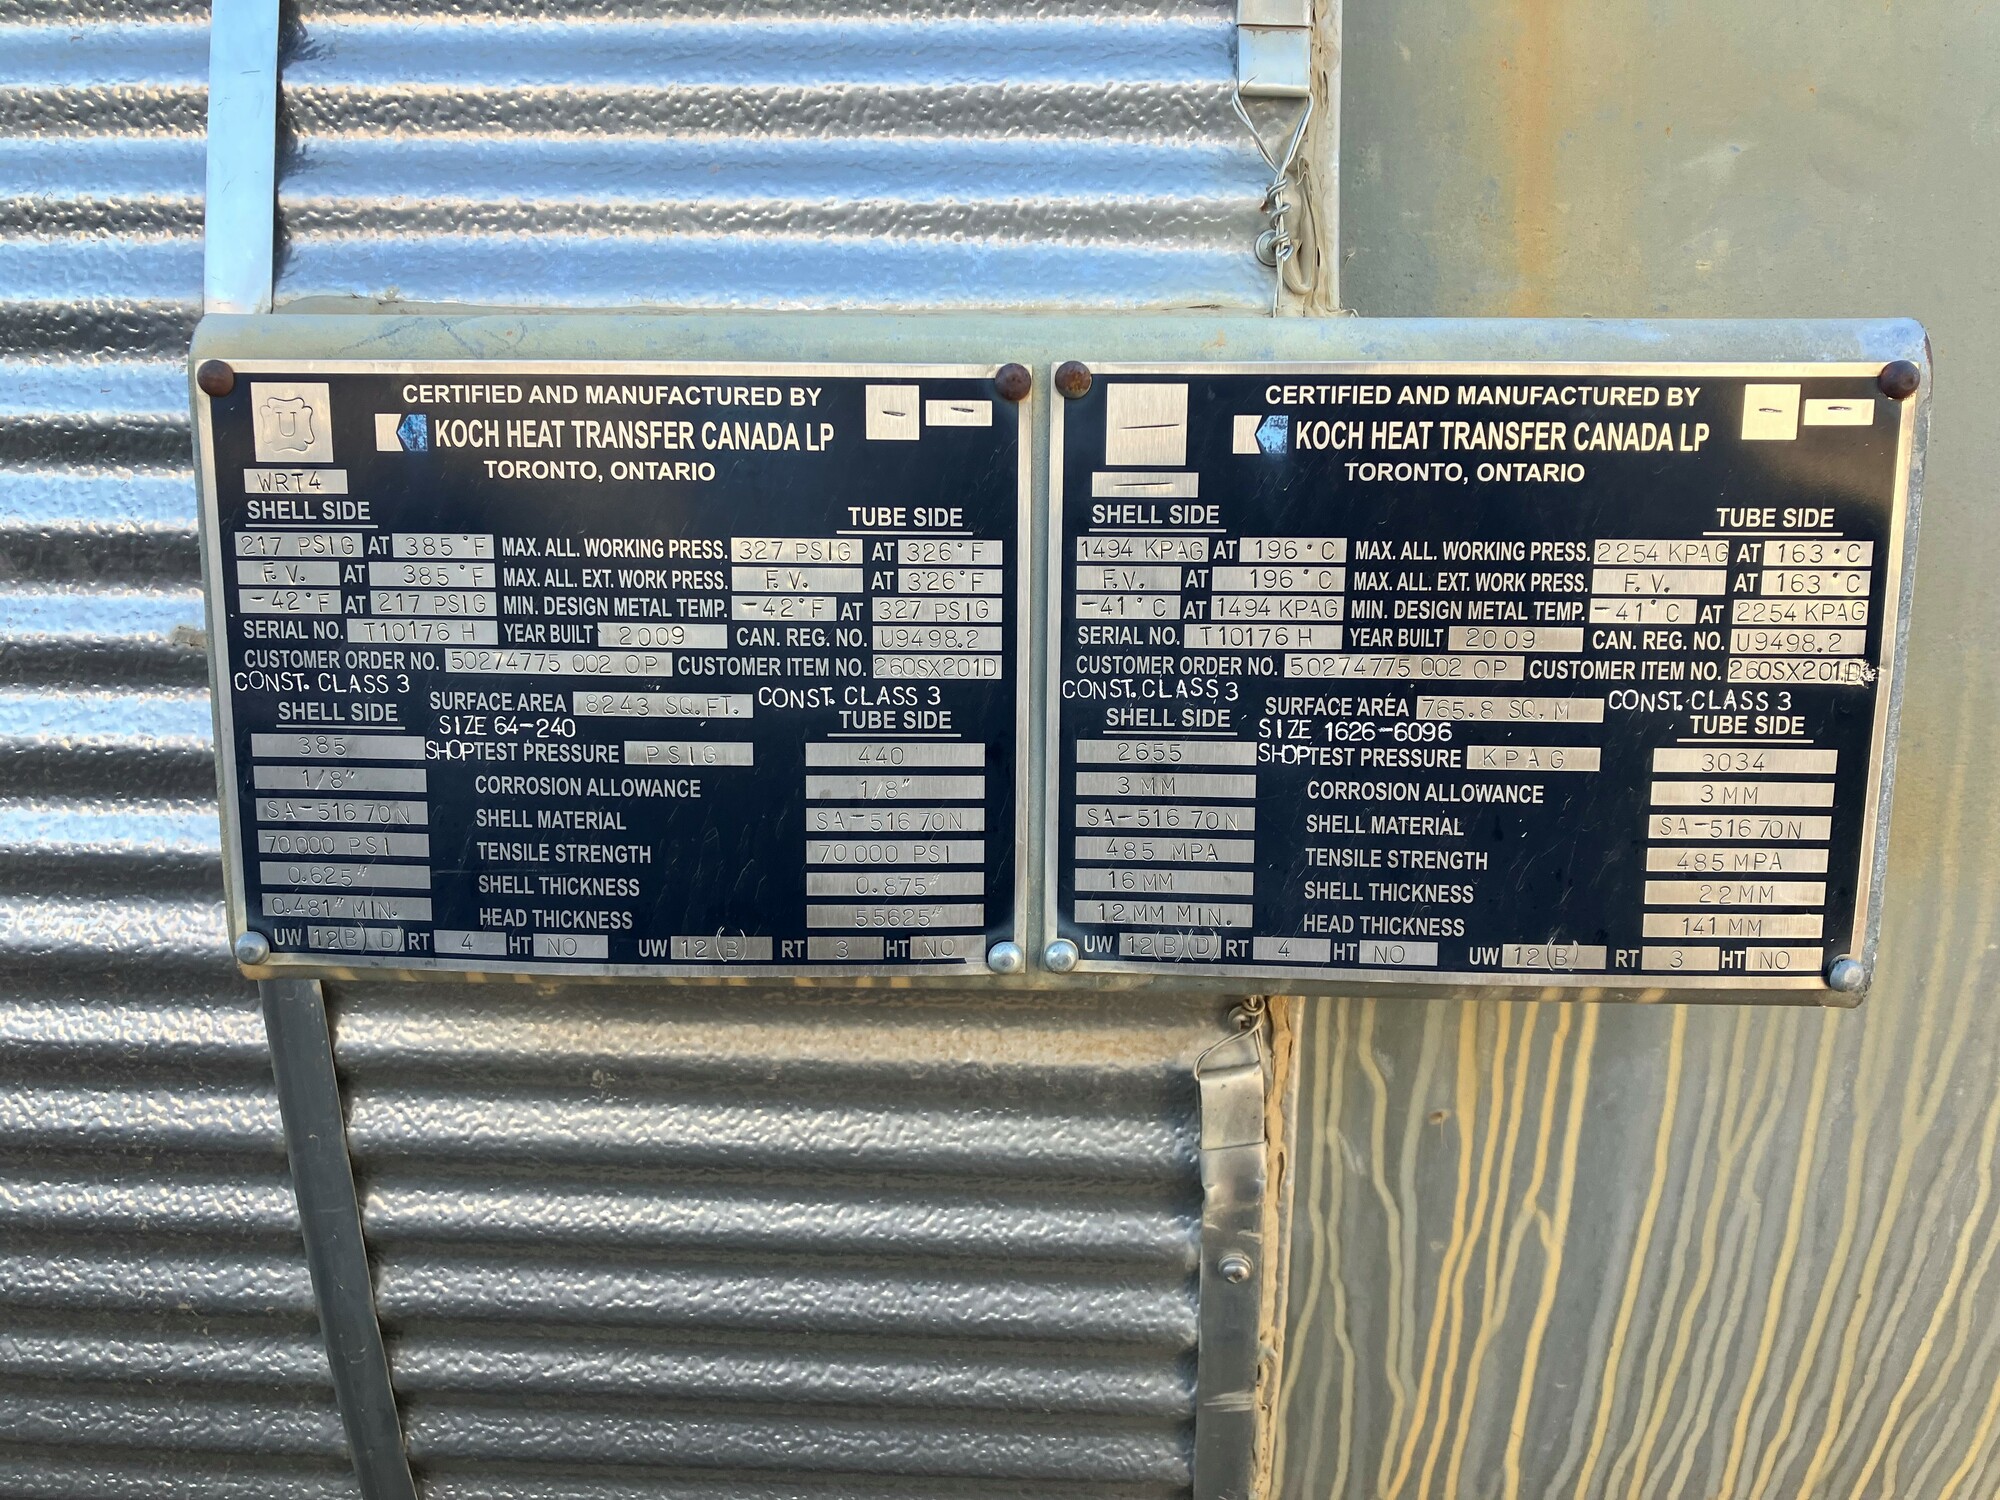 U
CERTIFIED AND MANUFACTURED BY
KOCH HEAT TRANSFER CANADA LP
TORONTO, ONTARIO
WRT4
SHELL SIDE TUBE SIDE
217 PSIG AT 385°F MAX. ALL. WORKING PRESS. 327 PSIG AT 326°F
F.V. AT 385°F MAX. ALL. EXT. WORK PRESS. F.V. AT 326°F
-42°F AT 217 PSIG MIN. DESIGN METAL TEMP. -42°F AT 327 PSIG
SERIAL NO. T10176 H YEAR BUILT 2009 CAN. REG. NO. U9498.2
CUSTOMER ORDER NO. 50274775 002 OP CUSTOMER ITEM NO. 260SX201D
CONST. CLASS 3 SURFACE AREA 8243 SQ.FT. CONST. CLASS 3
SHELL SIDE SIZE 64-240 TUBE SIDE
385 SHOP TEST PRESSURE PSIG 440
1/8" CORROSION ALLOWANCE 1/8"
SA-516 70N SHELL MATERIAL SA-516 70N
70000 PSI TENSILE STRENGTH 70000 PSI
0.625" SHELL THICKNESS 0.875"
0.481" MIN. HEAD THICKNESS 5.5625"
UW 12(B)(D) RT 4 HT NO UW 12(B) RT 3 HT NO
CERTIFIED AND MANUFACTURED BY
KOCH HEAT TRANSFER CANADA LP
TORONTO, ONTARIO
SHELL SIDE TUBE SIDE
1494 KPAG AT 196°C MAX. ALL. WORKING PRESS. 2254 KPAG AT 163°C
F.V. AT 196°C MAX. ALL. EXT. WORK PRESS. F.V. AT 163°C
-41°C AT 1494 KPAG MIN. DESIGN METAL TEMP. -41°C AT 2254 KPAG
SERIAL NO. T10176 H YEAR BUILT 2009 CAN. REG. NO. U9498.2
CUSTOMER ORDER NO. 50274775 002 OP CUSTOMER ITEM NO. 260SX201D
CONST. CLASS 3 SURFACE AREA 765.8 SQ. M CONST. CLASS 3
SHELL SIDE SIZE 1626-6096 TUBE SIDE
2655 SHOP TEST PRESSURE KPAG 3034
3 MM CORROSION ALLOWANCE 3 MM
SA-516 70N SHELL MATERIAL SA-516 70N
485 MPA TENSILE STRENGTH 485 MPA
16 MM SHELL THICKNESS 22 MM
12 MM MIN. HEAD THICKNESS 141 MM
UW 12(B)(D) RT 4 HT NO UW 12(B) RT 3 HT NO